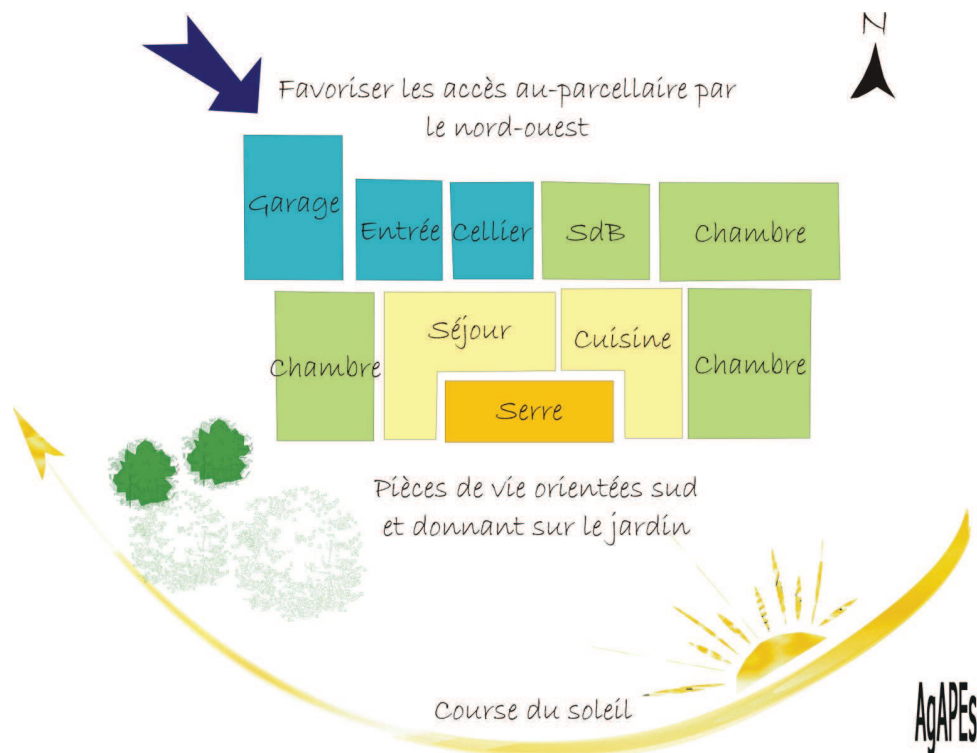 N
Favoriser les accès au-parcellaire par
le nord-ouest
Garage
Entrée
Cellier
SdB
Chambre
Chambre
Séjour
Cuisine
Chambre
Serre
Pièces de vie orientées sud
et donnant sur le jardin
Course du soleil
AgAPEs